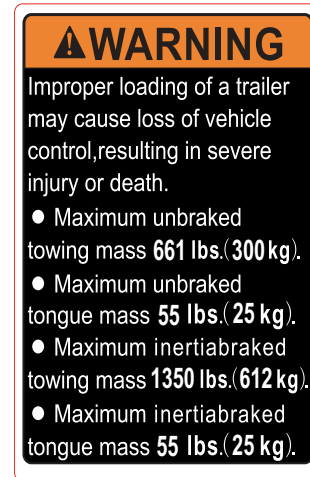 WARNING
Improper loading of a trailer
may cause loss of vehicle
control,resulting in severe
injury or death.
● Maximum unbraked
towing mass 661 lbs.(300 kg).
● Maximum unbraked
tongue mass 55 lbs.(25 kg).
● Maximum inertiabraked
towing mass 1350 lbs.(612 kg).
● Maximum inertiabraked
tongue mass 55 lbs.(25 kg).